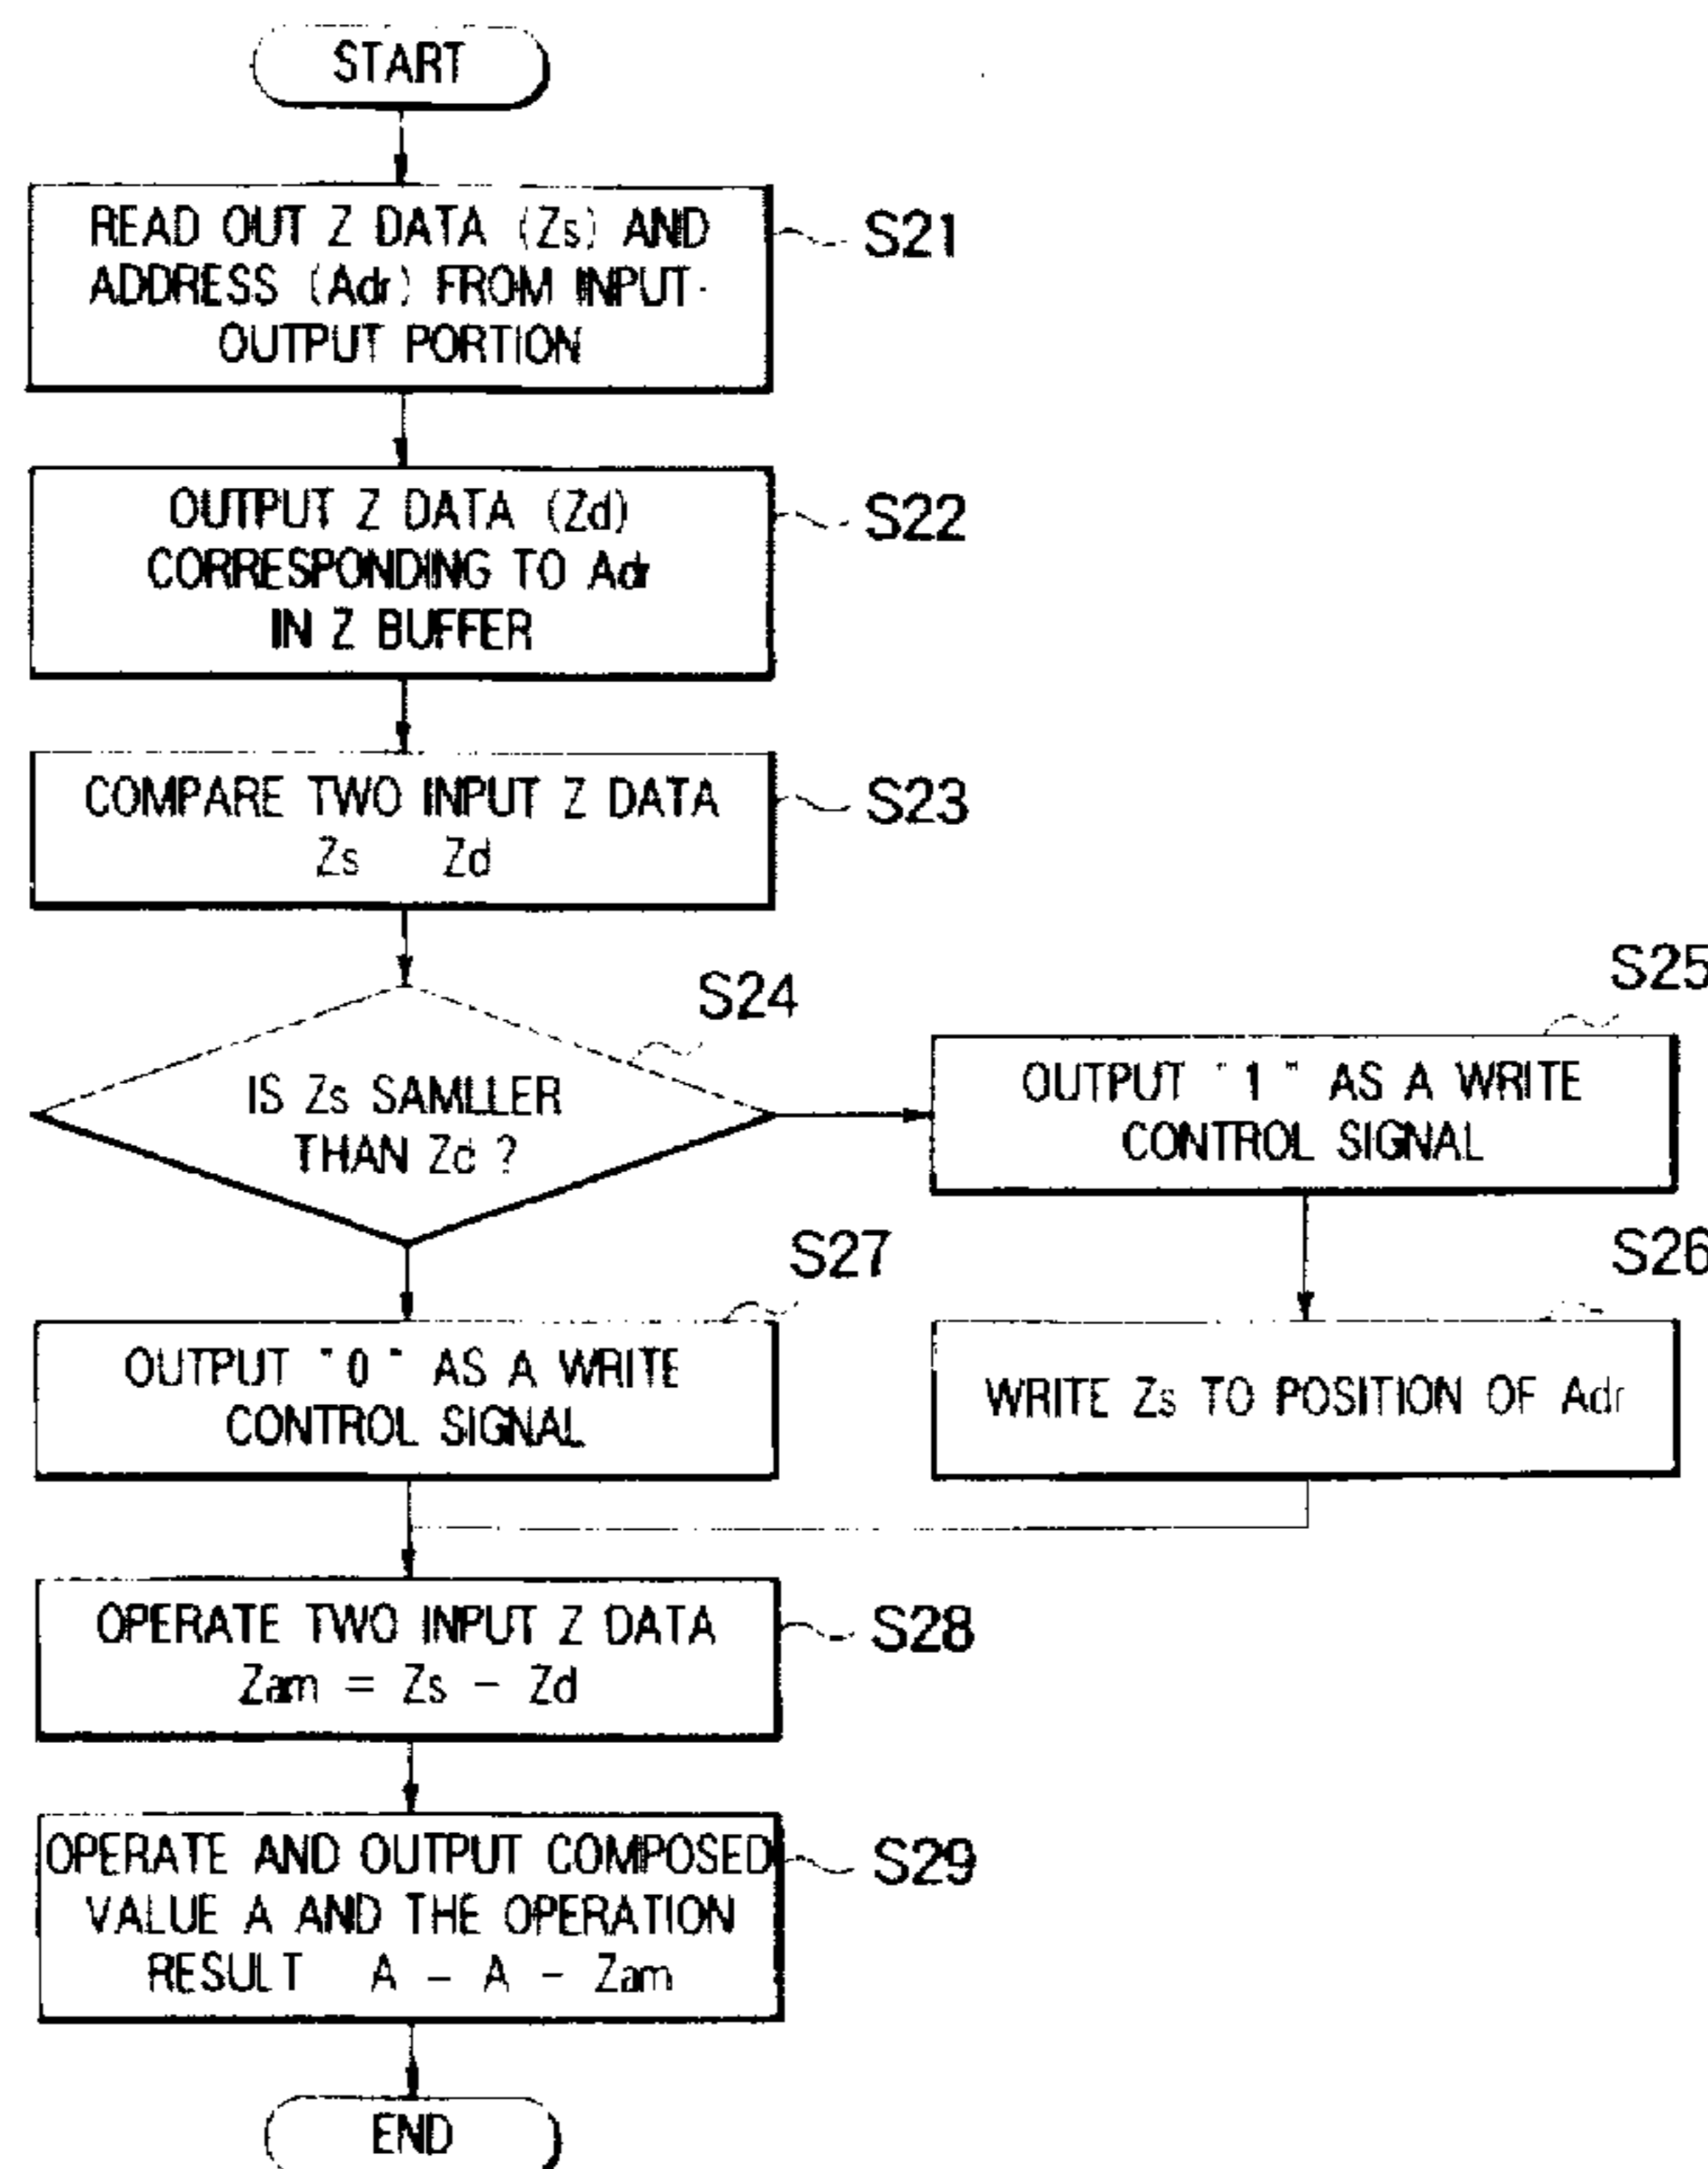 START
READ OUT Z DATA (Zs) AND
ADDRESS (Adr) FROM INPUT-
OUTPUT PORTION
S21
OUTPUT Z DATA (Zd)
CORRESPONDING TO Adr
IN Z BUFFER
S22
COMPARE TWO INPUT Z DATA
Zs Zd
S23
IS Zs SAMLLER
THAN Zd ?
S24
OUTPUT "1" AS A WRITE
CONTROL SIGNAL
S25
WRITE Zs TO POSITION OF Adr
S26
OUTPUT "0" AS A WRITE
CONTROL SIGNAL
S27
OPERATE TWO INPUT Z DATA
Zam = Zs - Zd
S28
OPERATE AND OUTPUT COMPOSED
VALUE A AND THE OPERATION
RESULT A - A - Zam
S29
END